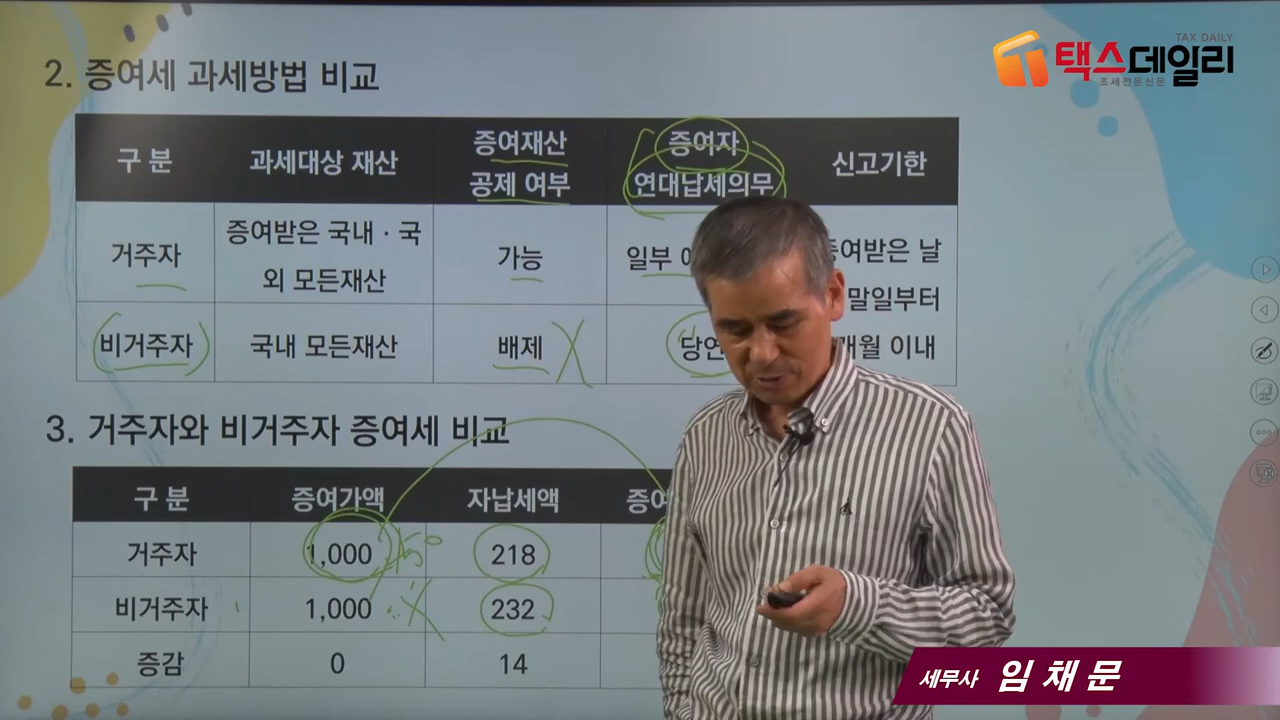 TAX DAILY
택스데일리
조세전문신문
2. 증여세 과세방법 비교
구 분 과세대상 재산 증여재산 공제 여부 증여자 연대납세의무 신고기한
거주자 증여받은 국내 · 국외 모든재산 가능 일부 증여받은 날
말일부터
비거주자 국내 모든재산 배제 당연 이내
3. 거주자와 비거주자 증여세 비교
구 분 증여가액 자납세액
거주자 1,000 218
비거주자 1,000 X 232
증감 0 14
세무사 임 채 문